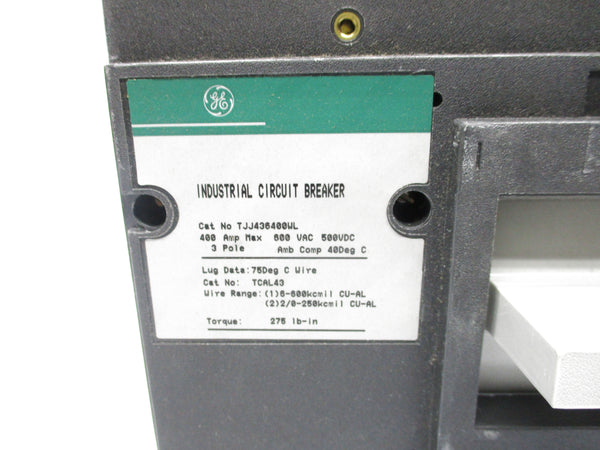 GE
INDUSTRIAL CIRCUIT BREAKER
Cat No TJJ436400WL
400 Amp Max 600 VAC 500VDC
3 Pole Amb Comp 40Deg C
Lug Data: 75Deg C Wire
Cat No: TCAL43
Wire Range: (1)6-600kcmil CU-AL
(2)2/0-250kcmil CU-AL
Torque: 275 lb-in